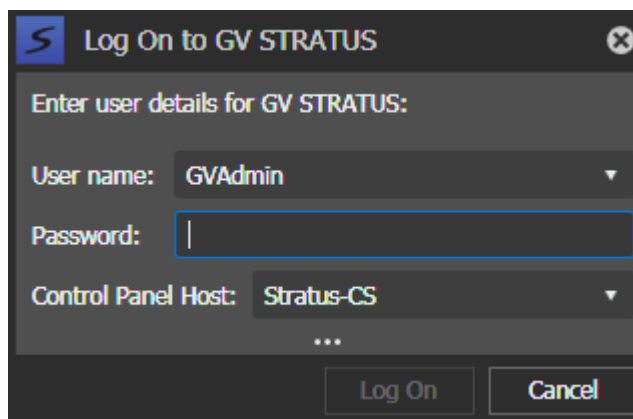 Log On to GV STRATUS
Enter user details for GV STRATUS:
User name: GVAdmin
Password:
Control Panel Host: Stratus-CS
...
Log On Cancel